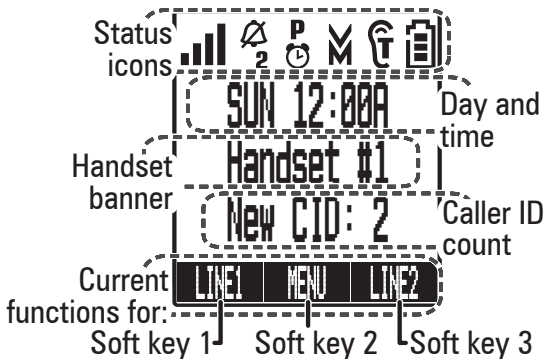 Status
icons
2
P
T
SUN 12:00A
Day and
time
Handset #1
Handset
banner
New CID: 2
Caller ID
count
Current
functions for:
LINE1 MENU LINE2
Soft key 1 Soft key 2 Soft key 3